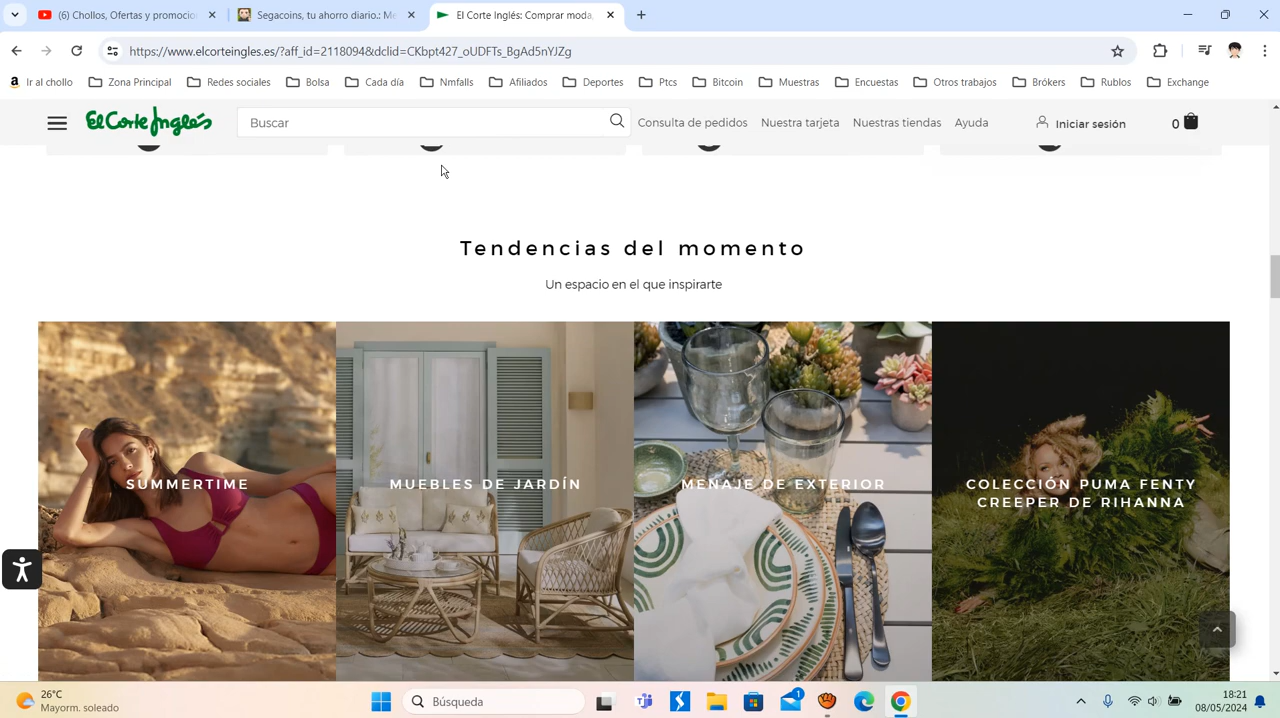 (6) Chollos, Ofertas y promocio
Segacoins, tu ahorro diario.: Me
El Corte Inglés: Comprar moda,
https://www.elcorteingles.es/?aff_id=2118094&dclid=CKbpt427_oUDFTs_BgAd5nYJZg
Ir al chollo
Zona Principal
Redes sociales
Bolsa
Cada día
Nmfalls
Afiliados
Deportes
Ptcs
Bitcoin
Muestras
Encuestas
Otros trabajos
Brókers
Rublos
Exchange
El Corte Inglés
Buscar
Consulta de pedidos
Nuestra tarjeta
Nuestras tiendas
Ayuda
Iniciar sesión
0
Tendencias del momento
Un espacio en el que inspirarte
SUMMERTIME
MUEBLES DE JARDÍN
MENAJE DE EXTERIOR
COLECCIÓN PUMA FENTY
CREEPER DE RIHANNA
26°C
Mayorm. soleado
Búsqueda
1
18:21
08/05/2024